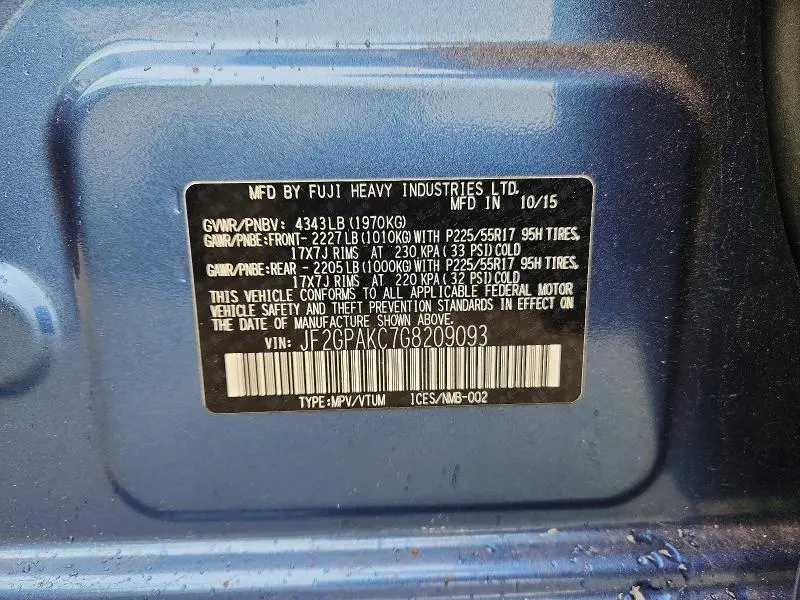 MFD BY FUJI HEAVY INDUSTRIES LTD.
MFD IN 10/15
GVWR/PNBV: 4343LB (1970KG)
GAWR/PNBE:FRONT- 2227LB (1010KG) WITH P225/55R17 95H TIRES,
17X7J RIMS AT 230 KPA ( 33 PSI) COLD
GAWR/PNBE:REAR - 2205LB (1000KG) WITH P225/55R17 95H TIRES,
17X7J RIMS AT 220 KPA ( 32 PSI) COLD
THIS VEHICLE CONFORMS TO ALL APPLICABLE FEDERAL MOTOR
VEHICLE SAFETY AND THEFT PREVENTION STANDARDS IN EFFECT ON
THE DATE OF MANUFACTURE SHOWN ABOVE.
VIN: JF2GPAKC7G8209093
TYPE:MPV/VTUM ICES/NMB-002